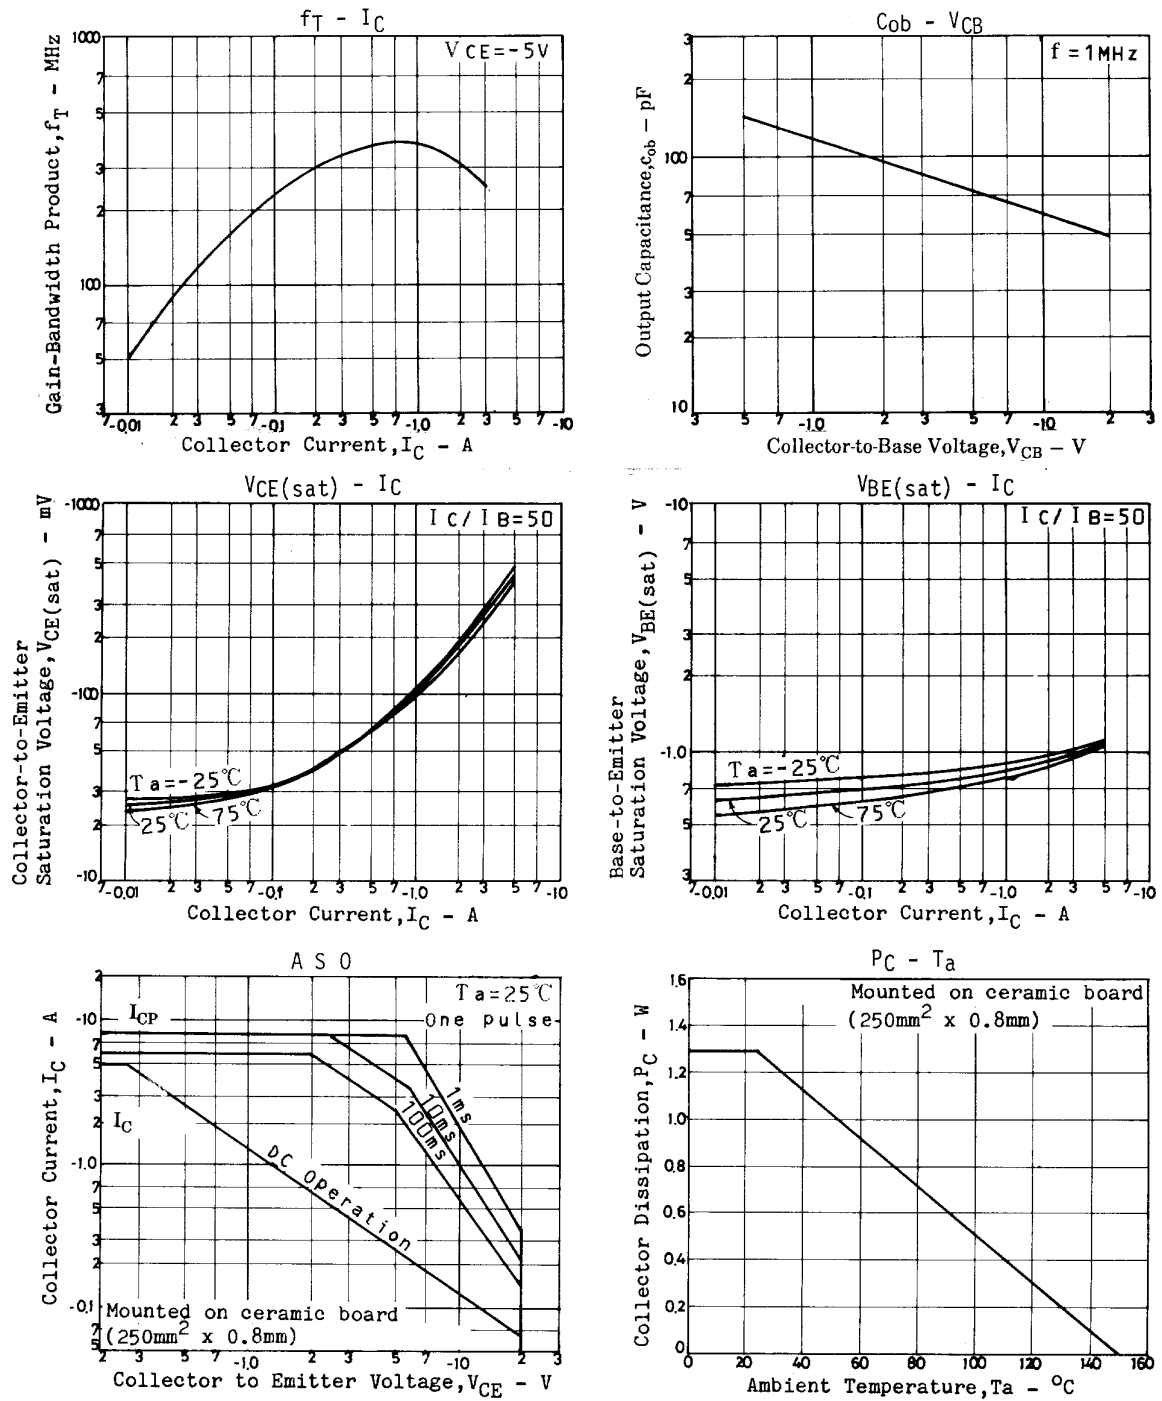 fT - IC
VCE=-5V
Gain-Bandwidth Product,fT - MHz
1000
7
5
3
2
100
7
5
3
7 -0.01 2 3 5 7 -0.1 2 3 5 7 -1.0 2 3 5 7 -10
Collector Current,IC - A
Cob - VCB
f=1MHz
Output Capacitance,cob - pF
3
2
100
7
5
3
2
10
3 5 7 -1.0 2 3 5 7 -10 2 3
Collector-to-Base Voltage,VCB - V
VCE(sat) - IC
IC/IB=50
Collector-to-Emitter
Saturation Voltage,VCE(sat) - mV
-1000
7
5
3
2
-100
7
5
3
2
-10
Ta=-25°C
25°C
75°C
7 -0.01 2 3 5 7 -0.1 2 3 5 7 -1.0 2 3 5 7 -10
Collector Current,IC - A
VBE(sat) - IC
IC/IB=50
Base-to-Emitter
Saturation Voltage,VBE(sat) - V
-10
7
5
3
2
-1.0
7
5
3
Ta=-25°C
25°C
75°C
7 -0.01 2 3 5 7 -0.1 2 3 5 7 -1.0 2 3 5 7 -10
Collector Current,IC - A
ASO
Ta=25°C
One pulse
Collector Current,IC - A
2
-10
7
5
3
2
-1.0
7
5
3
2
-0.1
7
5
ICP
IC
1ms
10ms
100ms
DC Operation
Mounted on ceramic board
(250mm2 x 0.8mm)
2 3 5 7 -1.0 2 3 5 7 -10 2 3
Collector to Emitter Voltage,VCE - V
PC - Ta
Mounted on ceramic board
(250mm2 x 0.8mm)
Collector Dissipation,PC - W
1.6
1.4
1.2
1.0
0.8
0.6
0.4
0.2
0
0 20 40 60 80 100 120 140 160
Ambient Temperature,Ta - °C